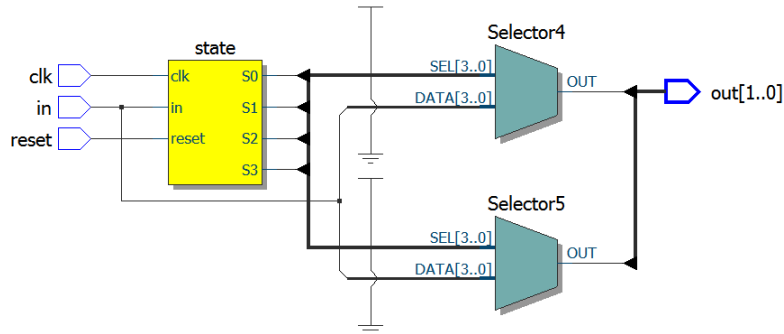 Selector4
state
SEL[3..0]
clk
clk
S0
OUT
out[1..0]
in
in
S1
DATA[3..0]
reset
reset
S2
S3
Selector5
SEL[3..0]
OUT
DATA[3..0]